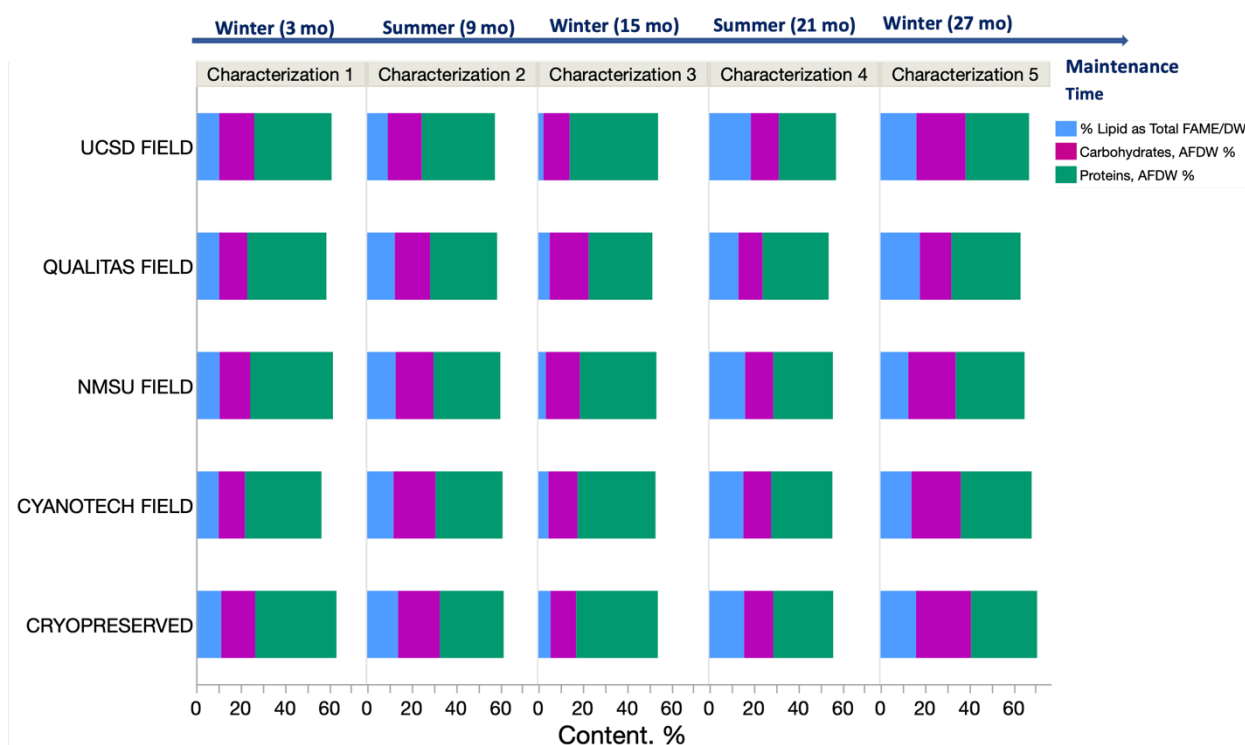 Winter (3 mo) Summer (9 mo) Winter (15 mo) Summer (21 mo) Winter (27 mo)
Characterization 1 Characterization 2 Characterization 3 Characterization 4 Characterization 5
Maintenance
Time
% Lipid as Total FAME/DW
Carbohydrates, AFDW %
Proteins, AFDW %
UCSD FIELD
QUALITAS FIELD
NMSU FIELD
CYANOTECH FIELD
CRYOPRESERVED
0 20 40 60 0 20 40 60 0 20 40 60 0 20 40 60 0 20 40 60
Content. %